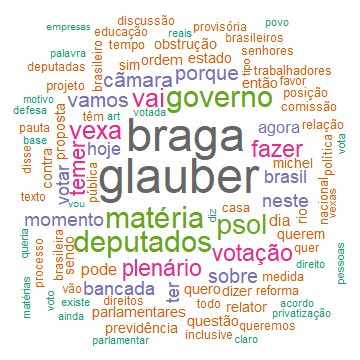 empresas
discussão
povo
palavra
educação
provisória
reais
brasileiros
deputadas
tempo
obstrução
senhores
brasileiro
sim
ordem
estado
tipo
trabalhadores
projeto
câmara
porque
então
favor
motivo
vamos
vai
governo
posição
defesa
têm
art
votada
comissão
pauta
proposta
vexa
braga
agora
relação
base
hoje
fazer
michel
política
vota
disse
contra
temer
glauber
brasil
texto
votar
pública
vou
neste
nacional
vexas
momento
matéria
diz
casa
rio
psol
dia
queria
brasileira
sendo
deputados
querem
pessoas
processo
votação
quer
pode
plenário
sobre
direito
matérias
vão
bancada
ter
quero
medida
voto
existe
direitos
dizer
reforma
todo
acordo
ainda
parlamentares
relator
privatização
previdência
questão
queremos
parlamentar
inclusive
claro